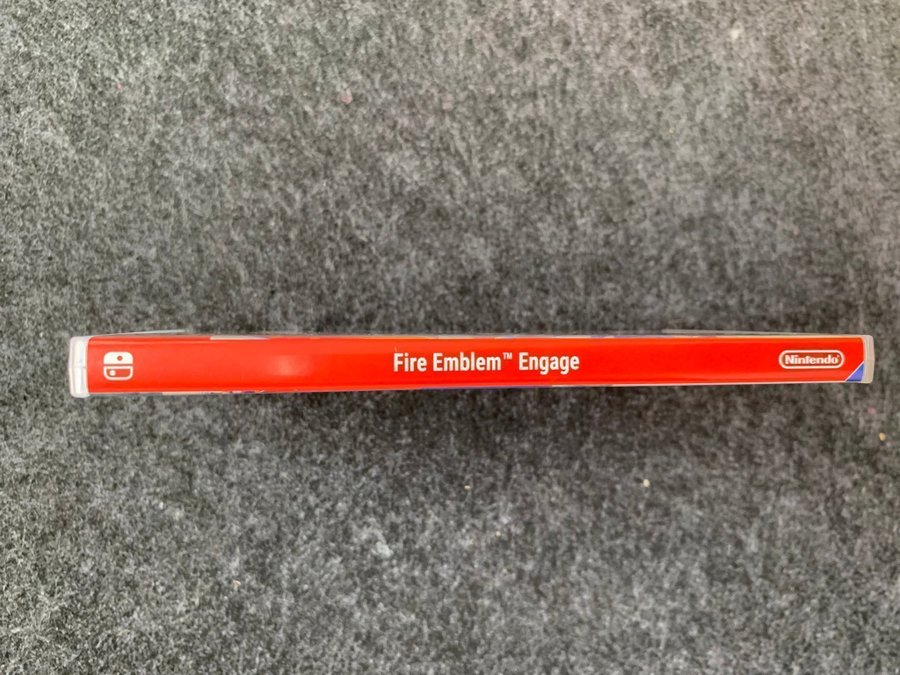 Fire Emblem™ Engage
Nintendo